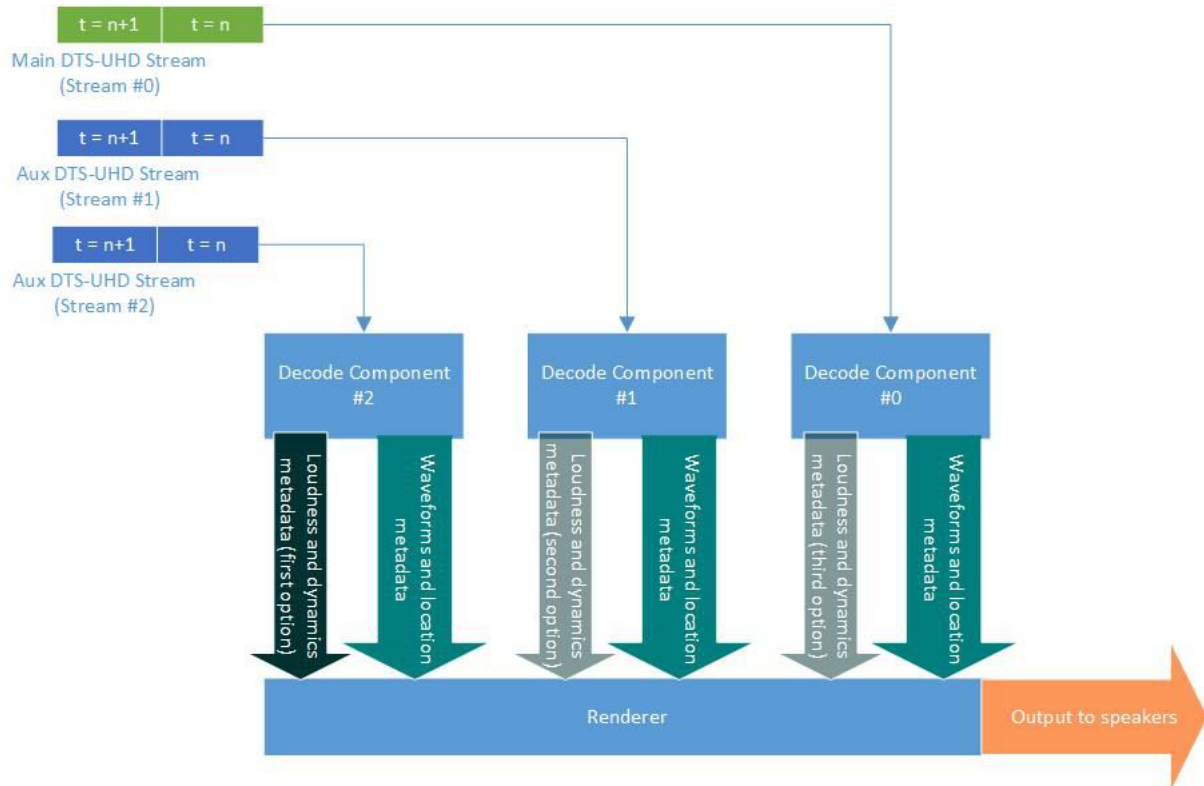 t = n+1 t = n
Main DTS-UHD Stream
(Stream #0)
t = n+1 t = n
Aux DTS-UHD Stream
(Stream #1)
t = n+1 t = n
Aux DTS-UHD Stream
(Stream #2)
Decode Component
#2
Decode Component
#1
Decode Component
#0
Loudness and dynamics
metadata (first option)
Waveforms and location
metadata
Loudness and dynamics
metadata (second option)
Waveforms and location
metadata
Loudness and dynamics
metadata (third option)
Waveforms and location
metadata
Renderer
Output to speakers